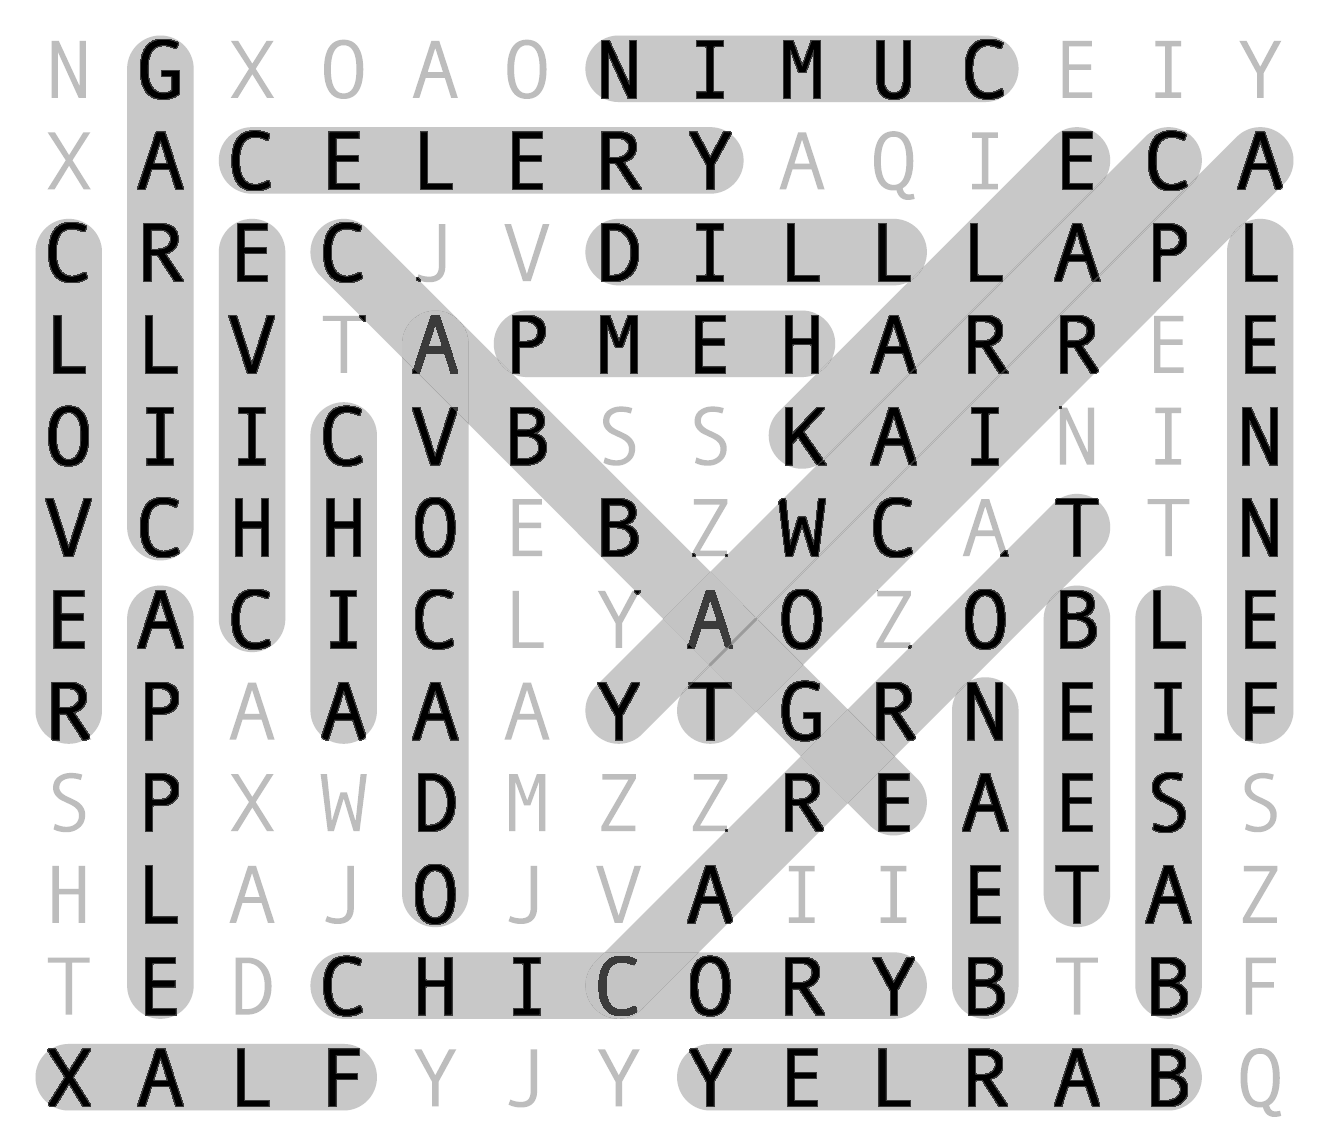 N G X O A O N I M U C E I Y
X A C E L E R Y A Q I E C A
C R E C J V D I L L L A P L
L L V T A P M E H A R R E E
O I I C V B S S K A I N I N
V C H H O E B Z W C A T T N
E A C I C L Y A O Z O B L E
R P A A A A Y T G R N E I F
S P X W D M Z Z R E A E S S
H L A J O J V A I I E T A Z
T E D C H I C O R Y B T B F
X A L F Y J Y Y E L R A B Q